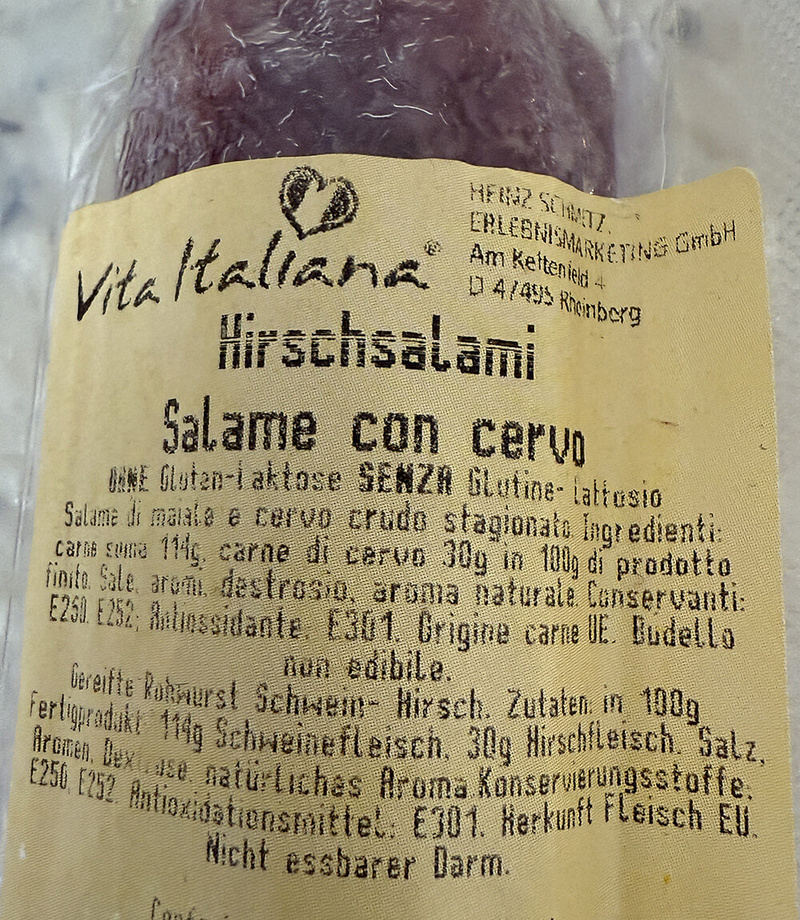 Vita Italiana®
HEINZ SCHMITZ
ERLEBNISMARKETING GmbH
Am Keltenfeld 4
D 47495 Rheinberg
Hirschsalami
Salame con cervo
OHNE Gluten-Laktose SENZA Glutine- lattosio
Salame di maiale e cervo crudo stagionato. Ingredienti:
carne suina 114g, carne di cervo 30g in 100g di prodotto
finito. Sale, aromi, destrosio, aroma naturale. Conservanti:
E250. E252; Antiossidante. E301. Origine carne UE. Budello
non edibile.
Gereifte Rohwurst Schwein- Hirsch. Zutaten: in 100g
Fertigprodukt 114g Schweinefleisch, 30g Hirschfleisch. Salz,
Aromen, natürliches Aroma. Konservierungsstoffe:
E250, E252. Antioxidationsmittel: E301. Herkunft Fleisch EU.
Nicht essbarer Darm.